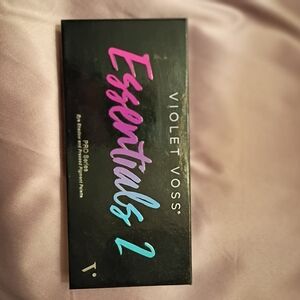 VIOLET VOSS®
Essentials 2
PRO Series
Eye Shadow and Pressed Pigment Palette
V